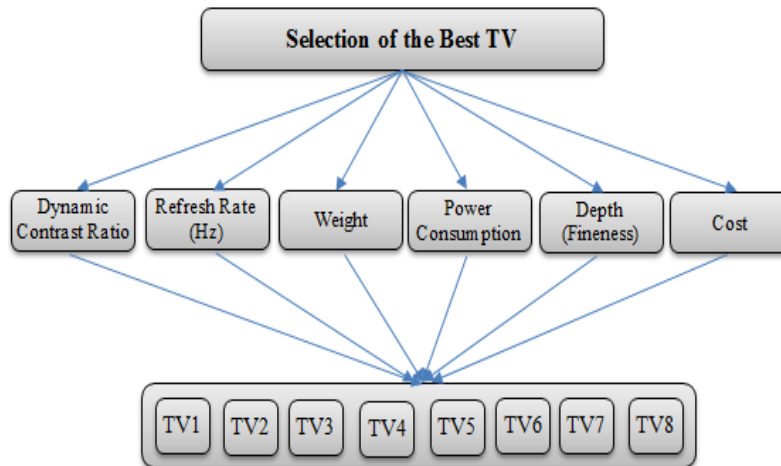 Selection of the Best TV
Dynamic
Contrast Ratio
Refresh Rate
(Hz)
Weight
Power
Consumption
Depth
(Fineness)
Cost
TV1 TV2 TV3 TV4 TV5 TV6 TV7 TV8